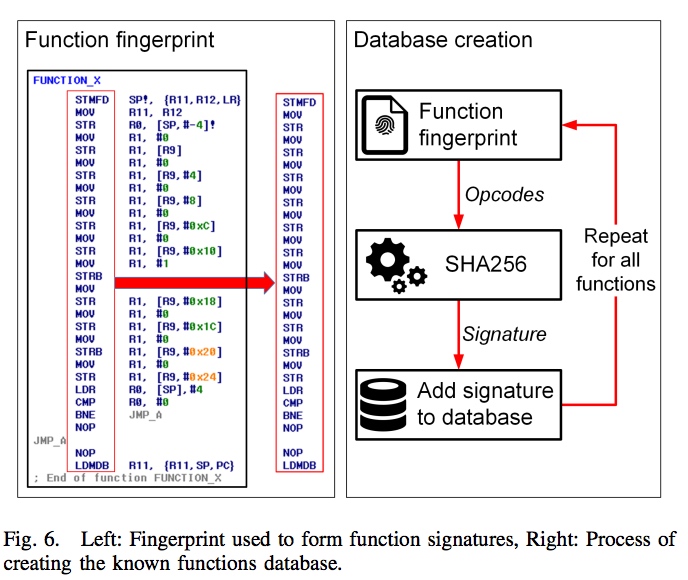 Function fingerprint
FUNCTION_X
STMFD SP!, {R11,R12,LR}
MOV R11, R12
STR R0, [SP,#-4]!
MOV R1, #0
STR R1, [R9]
MOV R1, #0
STR R1, [R9,#4]
MOV R1, #0
STR R1, [R9,#8]
MOV R1, #0
STR R1, [R9,#0xC]
MOV R1, #0
STR R1, [R9,#0x10]
MOV R1, #1
STRB
MOV
STR R1, [R9,#0x18]
MOV R1, #0
STR R1, [R9,#0x1C]
MOV R1, #0
STRB R1, [R9,#0x20]
MOV R1, #0
STR R1, [R9,#0x24]
LDR R0, [SP],#4
CMP R0, #0
BNE JMP_A
NOP
JMP_A
NOP
LDMDB R11, {R11,SP,PC}
; End of function FUNCTION_X
STMFD
MOV
STR
MOV
STR
MOV
STR
MOV
STR
MOV
STR
MOV
STR
MOV
STRB
MOV
STR
MOV
STR
MOV
STRB
MOV
STR
LDR
CMP
BNE
NOP
NOP
LDMDB
Database creation
Function
fingerprint
Opcodes
SHA256
Signature
Add signature
to database
Repeat
for all
functions
Fig. 6. Left: Fingerprint used to form function signatures, Right: Process of
creating the known functions database.